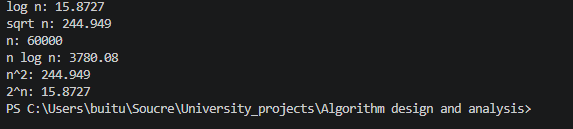 log n: 15.8727
sqrt n: 244.949
n: 60000
n log n: 3780.08
n^2: 244.949
2^n: 15.8727
PS C:\Users\buitu\Soucre\University_projects\Algorithm design and analysis>